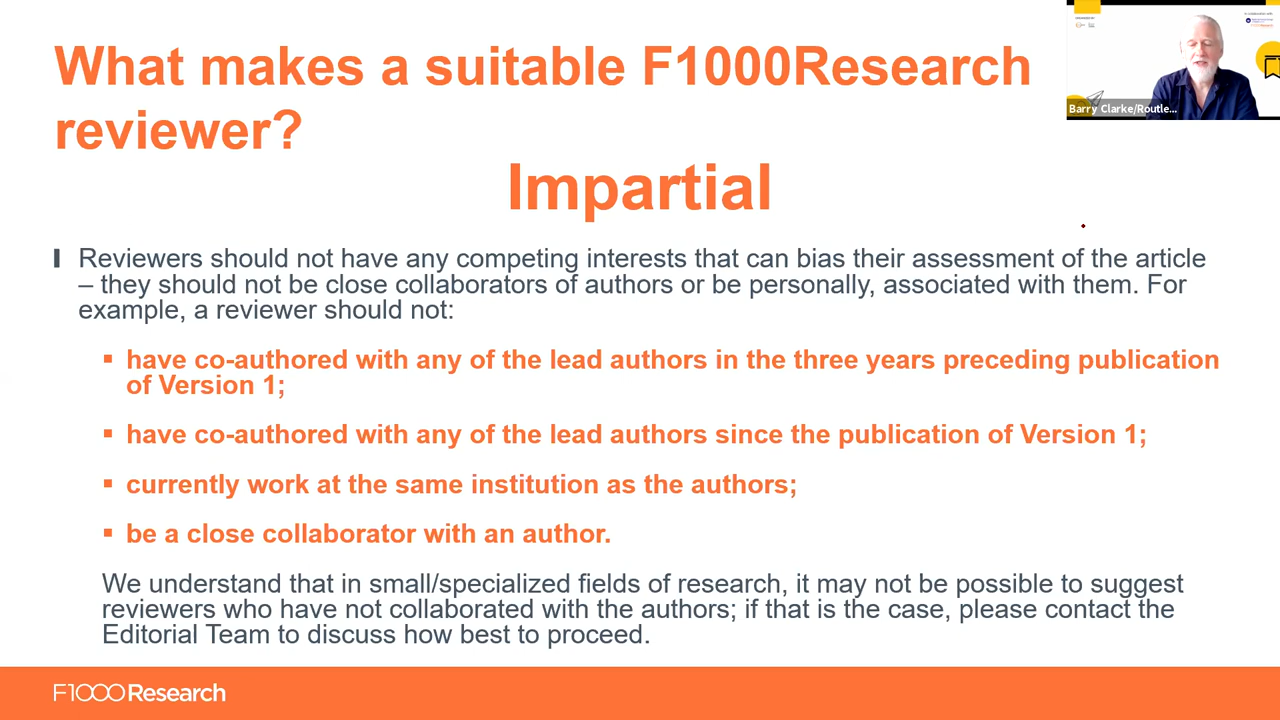 What makes a suitable F1000Research
reviewer?
Impartial
Barry Clarke/Routle...
Reviewers should not have any competing interests that can bias their assessment of the article
– they should not be close collaborators of authors or be personally, associated with them. For
example, a reviewer should not:
▪ have co-authored with any of the lead authors in the three years preceding publication
of Version 1;
▪ have co-authored with any of the lead authors since the publication of Version 1;
▪ currently work at the same institution as the authors;
▪ be a close collaborator with an author.
We understand that in small/specialized fields of research, it may not be possible to suggest
reviewers who have not collaborated with the authors; if that is the case, please contact the
Editorial Team to discuss how best to proceed.
F1000Research